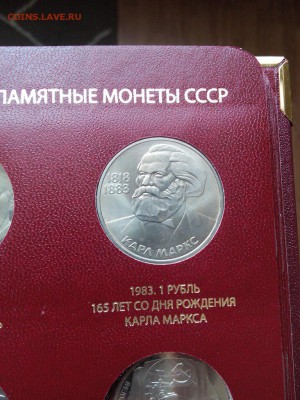 COINS.LAVE.RU
ПАМЯТНЫЕ МОНЕТЫ СССР
1818
1883
КАРЛ МАРКС
1983. 1 РУБЛЬ
165 ЛЕТ СО ДНЯ РОЖДЕНИЯ
КАРЛА МАРКСА